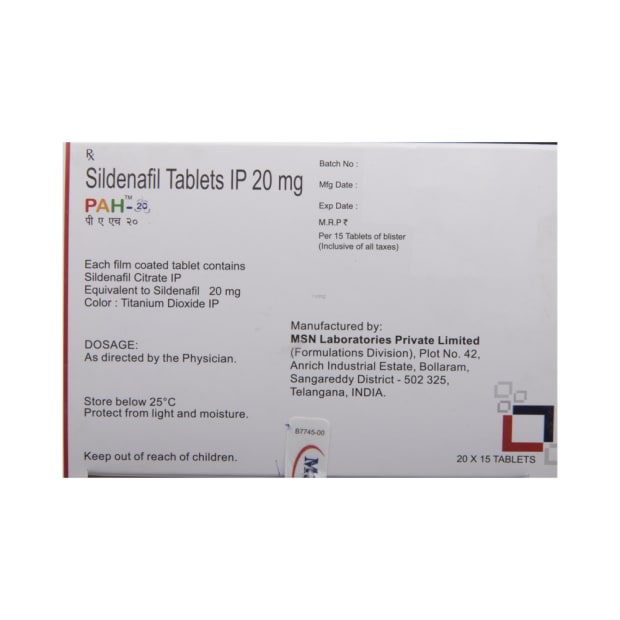 Rx
Sildenafil Tablets IP 20 mg
PAH™-20
पी ए एच २०
Each film coated tablet contains
Sildenafil Citrate IP
Equivalent to Sildenafil 20 mg
Color : Titanium Dioxide IP
DOSAGE:
As directed by the Physician.
Store below 25°C
Protect from light and moisture.
Keep out of reach of children.
Batch No :
Mfg Date :
Exp Date :
M.R.P ₹
Per 15 Tablets of blister
(Inclusive of all taxes)
Manufactured by:
MSN Laboratories Private Limited
(Formulations Division), Plot No. 42,
Anrich Industrial Estate, Bollaram,
Sangareddy District - 502 325,
Telangana, INDIA.
B7745-00
20 X 15 TABLETS